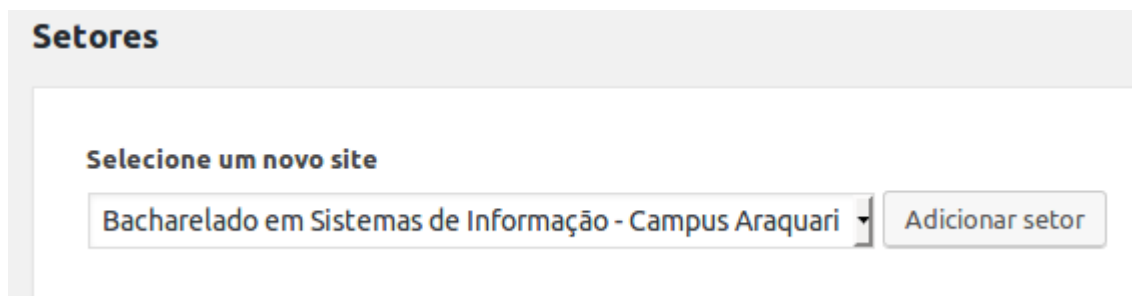 Setores
Selecione um novo site
Bacharelado em Sistemas de Informação - Campus Araquari
Adicionar setor